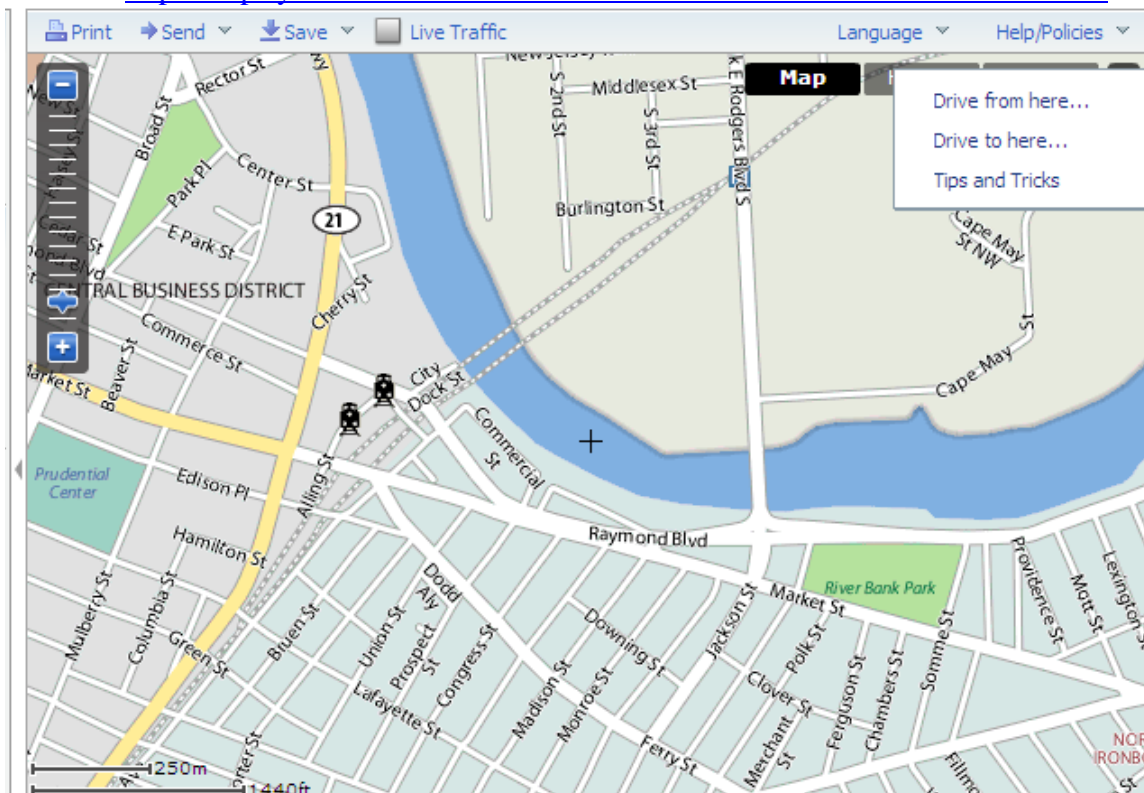 Print Send Save Live Traffic Language Help/Policies
Map
Drive from here...
Drive to here...
Tips and Tricks
Rector St
Broad St
Park Pl
Center St
E Park St
21
Cherry St
CENTRAL BUSINESS DISTRICT
Commerce St
Beaver St
Market St
City
Dock St
Commercial
St
Middlesex St
S 2nd St
S 3rd St
Burlington St
Rodgers Blvd S
Cape May
St NW
Cape May St
Prudential
Center
Edison Pl
Alling St
Hamilton St
Mulberry St
Columbia St
Green St
Raymond Blvd
River Bank Park
Market St
Providence St
Mott St
Lexington
Bruen St
Union St
Dodd
Aly
Prospect
St
Congress St
Lafayette St
Madison St
Monroe St
Downing St
Jackson St
Polk St
Clover St
Ferguson St
Chambers St
Somme St
Merchant
St
Ferry St
250m
1440ft